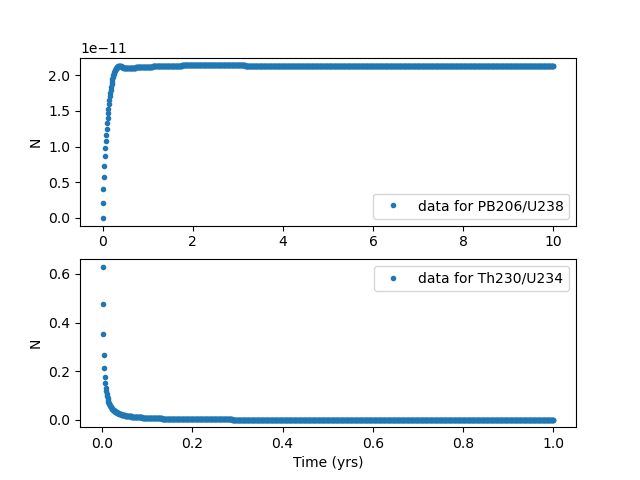 1e−11
2.0
1.5
1.0
0.5
0.0
N
data for PB206/U238
0 2 4 6 8 10
0.6
0.4
0.2
0.0
N
data for Th230/U234
0.0 0.2 0.4 0.6 0.8 1.0
Time (yrs)